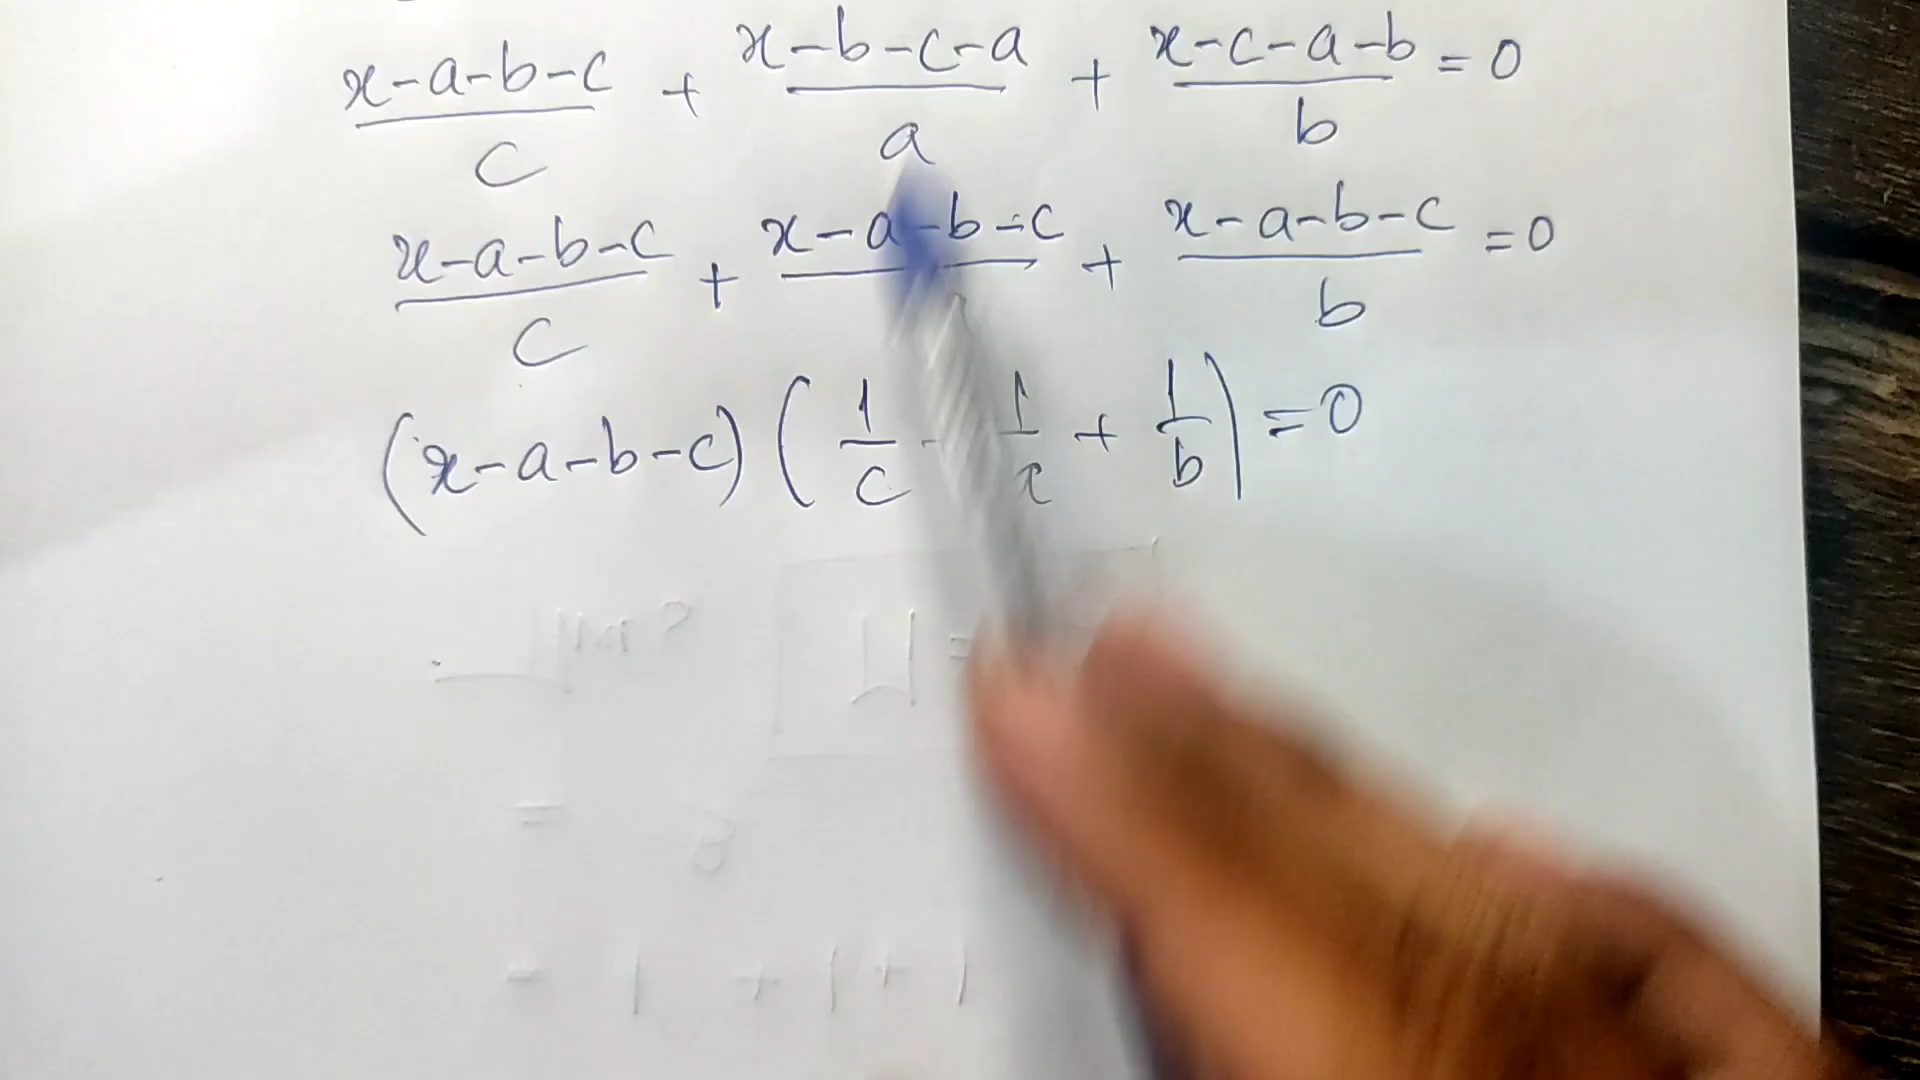 x-a-b-c/c + x-b-c-a/a + x-c-a-b/b = 0
x-a-b-c/c + x-a-b-c/ + x-a-b-c/b = 0
(x-a-b-c) (1/c 1/ + 1/b) = 0